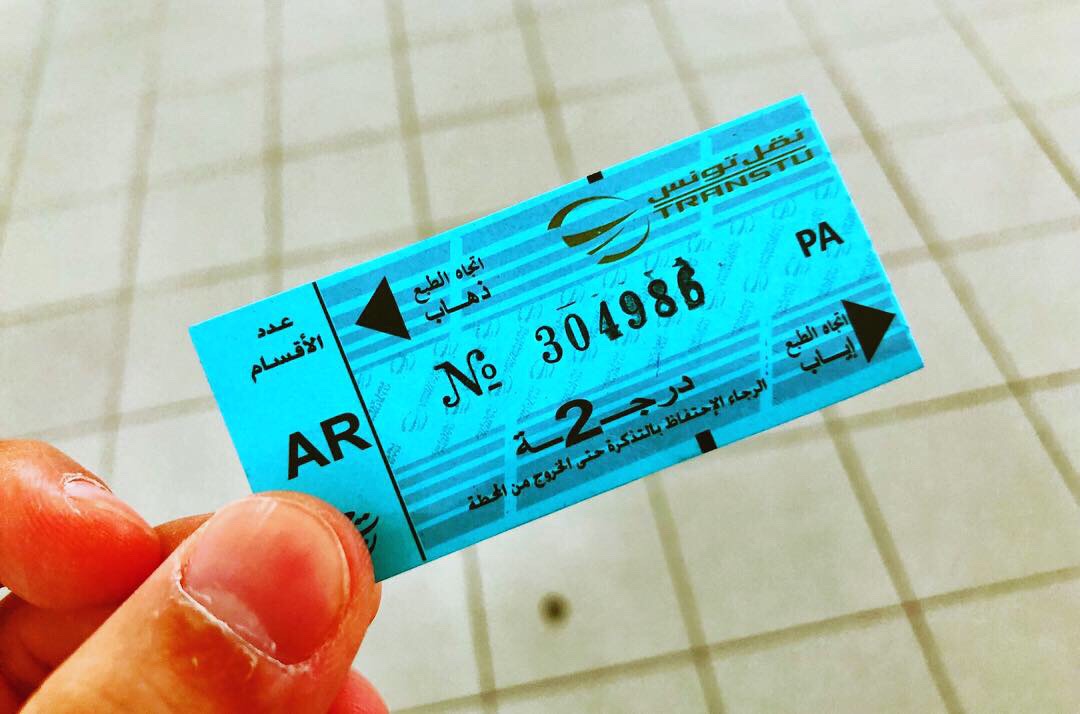 نقل تونس
TRANSTU
PA
اتجاه الطبع
ذهاب
عدد
الأقسام
AR
№ 304986
اتجاه الطبع
إياب
درجـ2ـة
الرجاء الإحتفاظ بالتذكرة حتى الخروج من المحطة